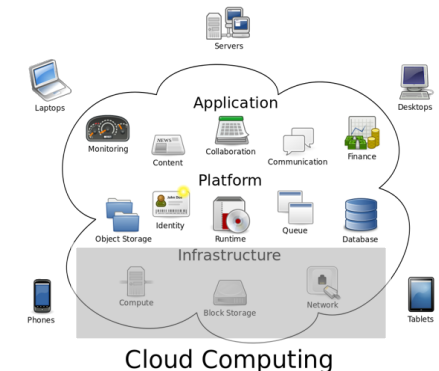 Servers
Laptops
Desktops
Application
Monitoring
NEWS
Content
Collaboration
Communication
Finance
Platform
Object Storage
Identity
Runtime
Queue
Database
Infrastructure
Compute
Block Storage
Network
Phones
Tablets
Cloud Computing